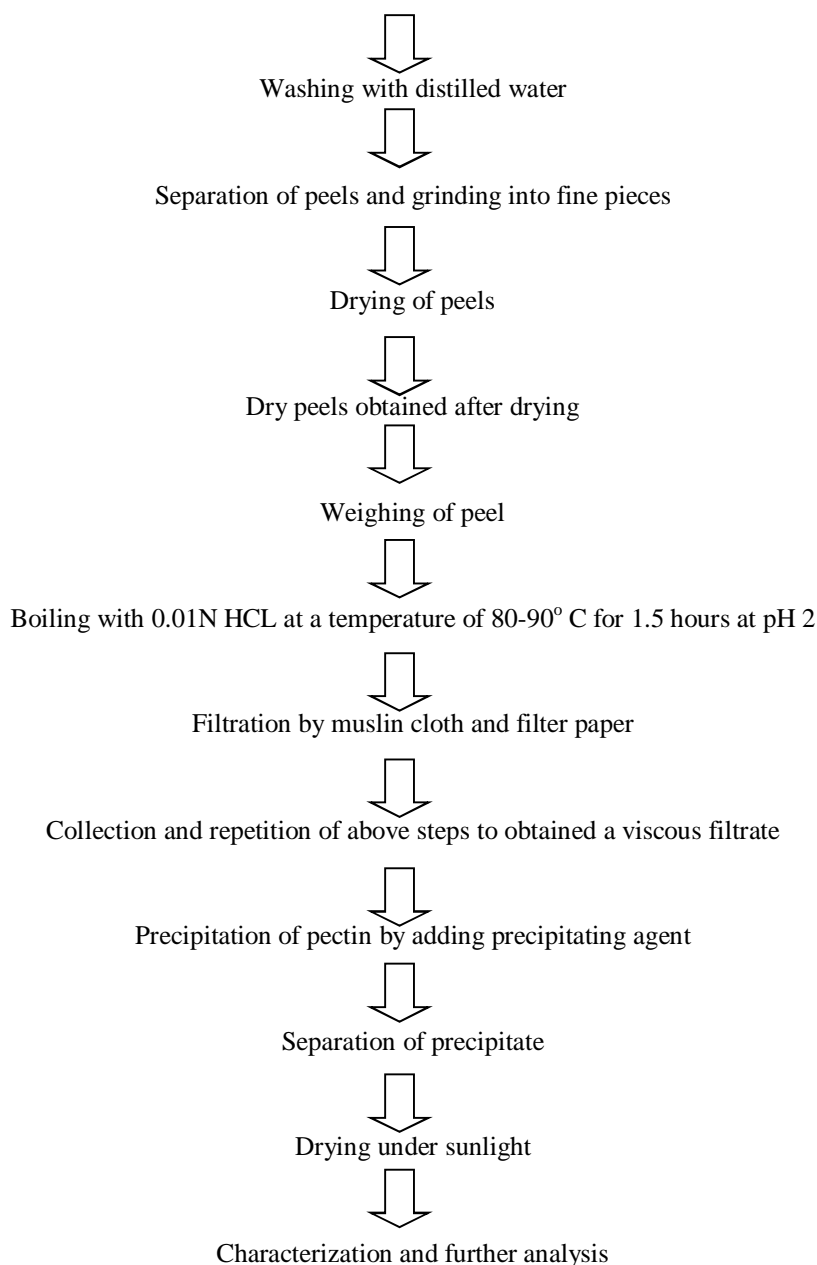 Washing with distilled water
Separation of peels and grinding into fine pieces
Drying of peels
Dry peels obtained after drying
Weighing of peel
Boiling with 0.01N HCL at a temperature of 80-90° C for 1.5 hours at pH 2
Filtration by muslin cloth and filter paper
Collection and repetition of above steps to obtained a viscous filtrate
Precipitation of pectin by adding precipitating agent
Separation of precipitate
Drying under sunlight
Characterization and further analysis